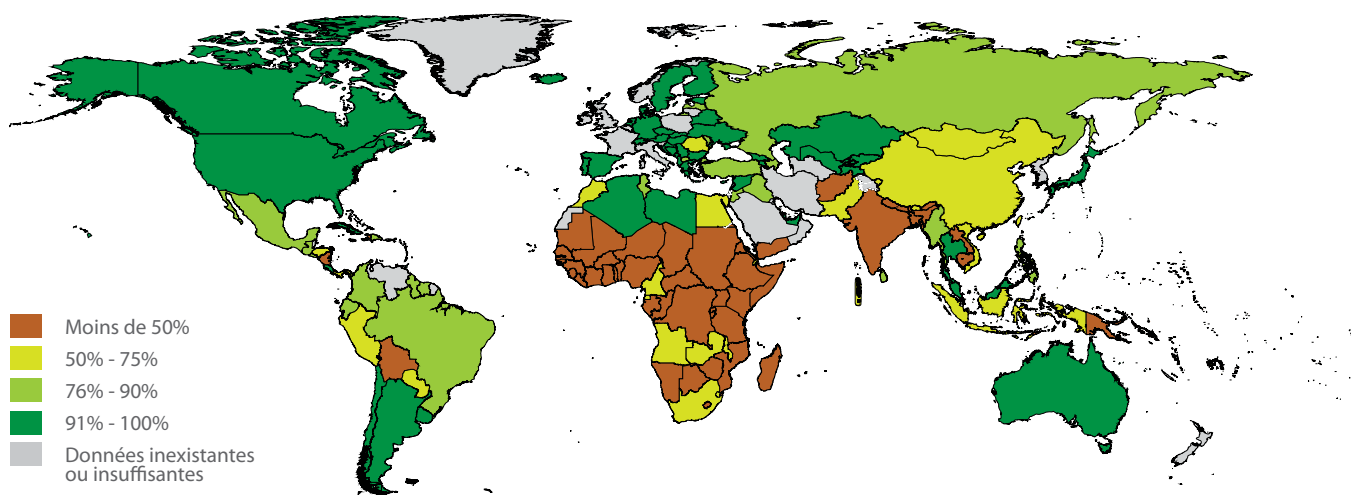 Moins de 50%
50% - 75%
76% - 90%
91% - 100%
Données inexistantes
ou insuffisantes